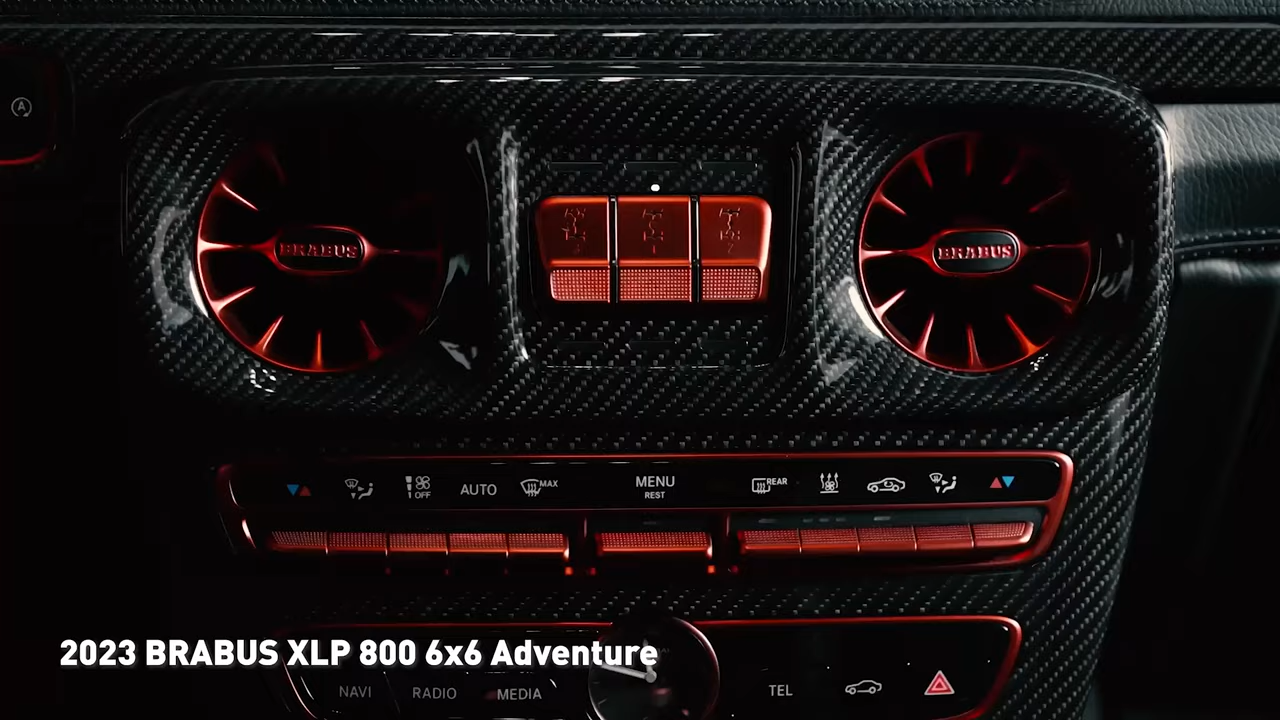 A
BRABUS
BRABUS
AUTO
MAX
MENU
REAR
OFF
REST
2023 BRABUS XLP 800 6x6 Adventure
NAVI
RADIO
MEDIA
TEL